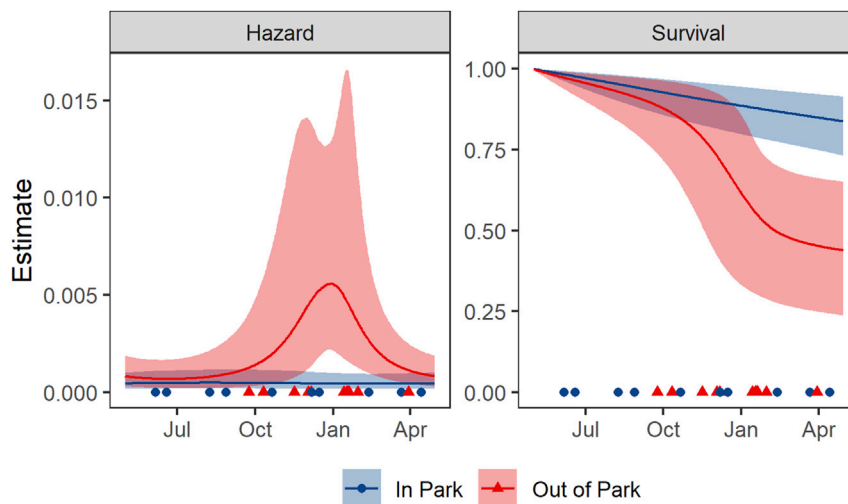 Hazard
Survival
Estimate
0.015
0.010
0.005
0.000
1.00
0.75
0.50
0.25
0.00
Jul Oct Jan Apr
Jul Oct Jan Apr
In Park Out of Park